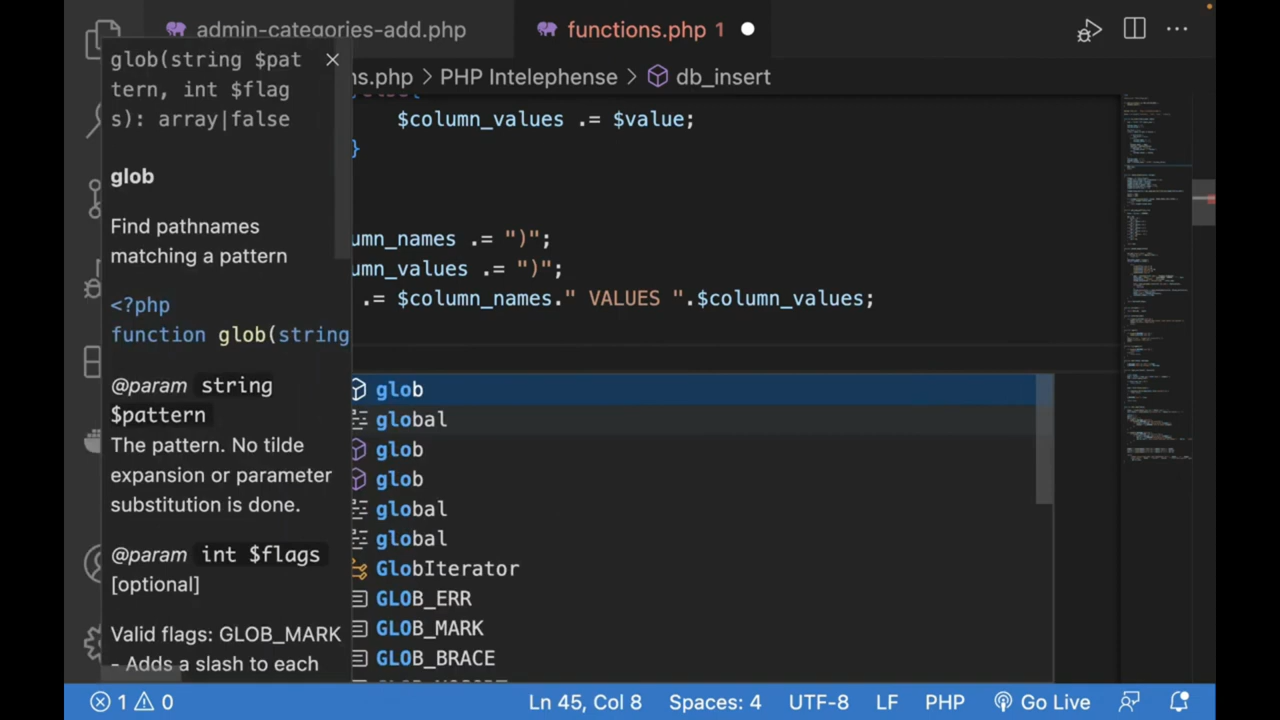 admin-categories-add.php
functions.php 1
ns.php > PHP Intelephense > db_insert
glob(string $pat
tern, int $flag
s): array|false
glob
Find pathnames
matching a pattern
<?php
function glob(string
@param string
$pattern
The pattern. No tilde
expansion or parameter
substitution is done.
@param int $flags
[optional]
Valid flags: GLOB_MARK
- Adds a slash to each
$column_values .= $value;
}
umn_names .= ")";
umn_values .= ")";
.= $column_names." VALUES ".$column_values;
glob
global
glob
glob
global
global
GlobIterator
GLOB_ERR
GLOB_MARK
GLOB_BRACE
1 0
Ln 45, Col 8 Spaces: 4 UTF-8 LF PHP Go Live